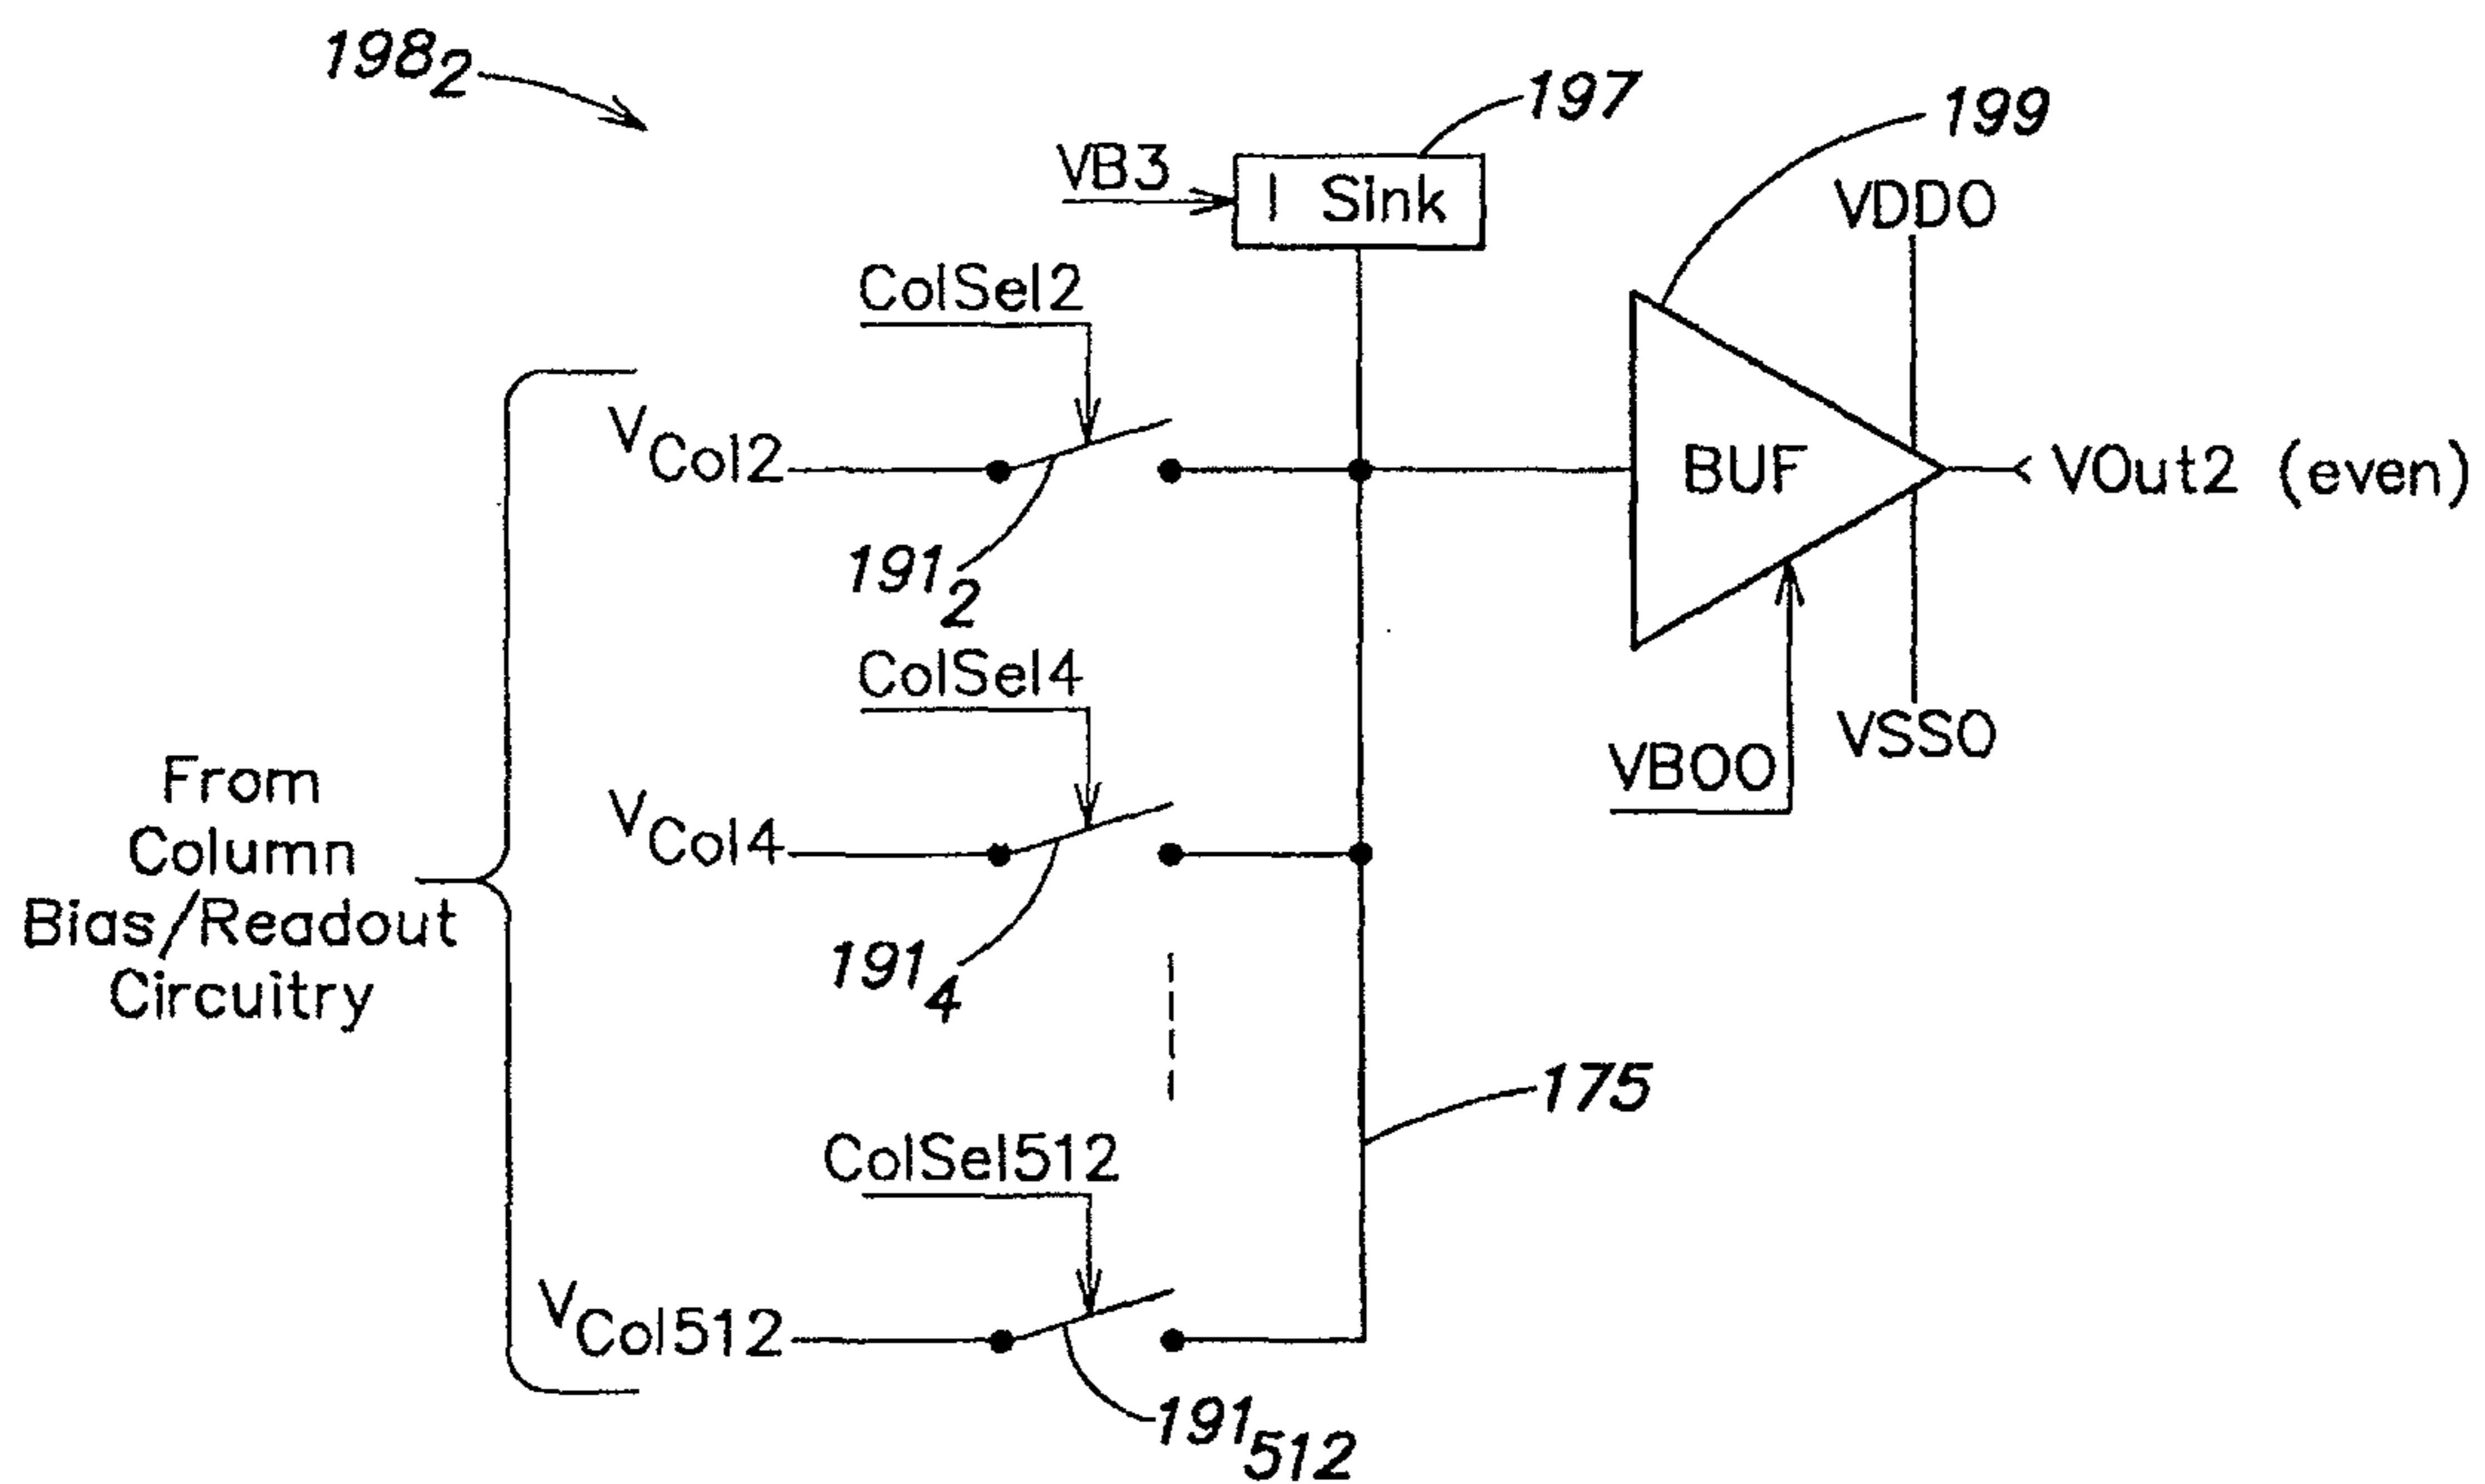 198₂
197
199
VB3
I Sink
VDDO
ColSel2
V_Col2
BUF
VOut2 (even)
191₂
ColSel4
VSSO
VBOO
From
Column
Bias/Readout
Circuitry
V_Col4
191₄
175
ColSel512
V_Col512
191₅₁₂